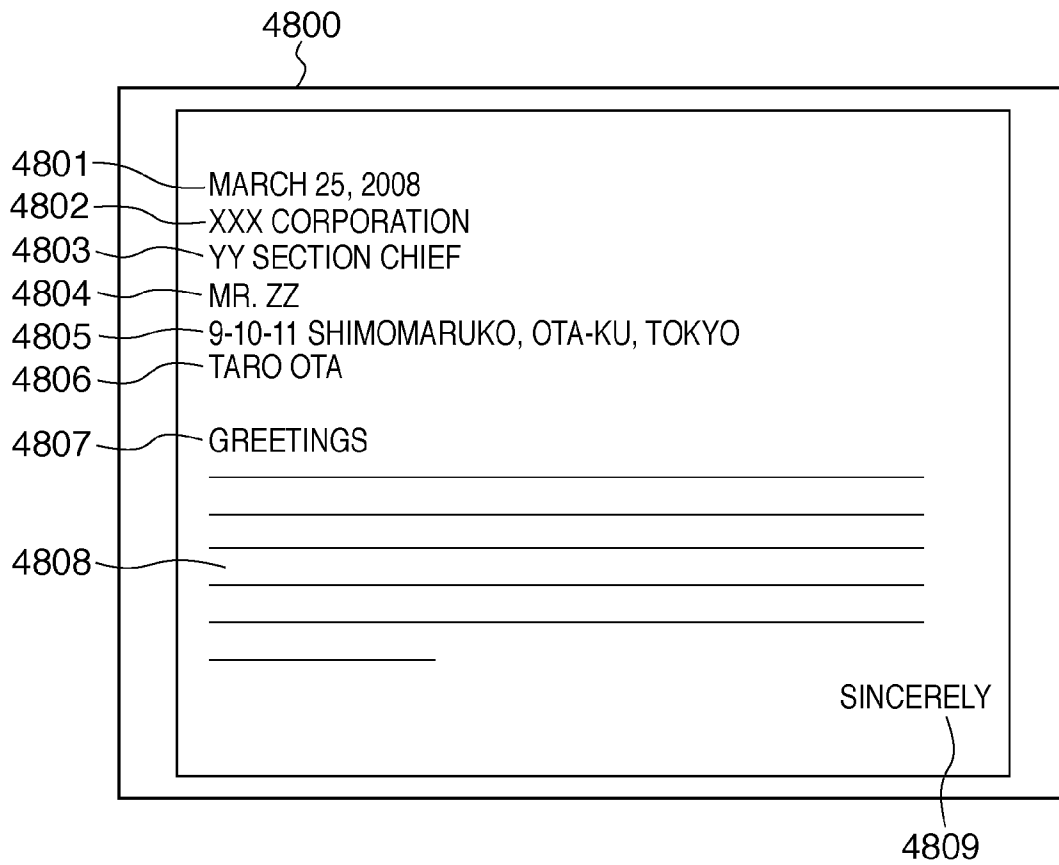 4800
4801 MARCH 25, 2008
4802 XXX CORPORATION
4803 YY SECTION CHIEF
4804 MR. ZZ
4805 9-10-11 SHIMOMARUKO, OTA-KU, TOKYO
4806 TARO OTA
4807 GREETINGS
4808
SINCERELY
4809